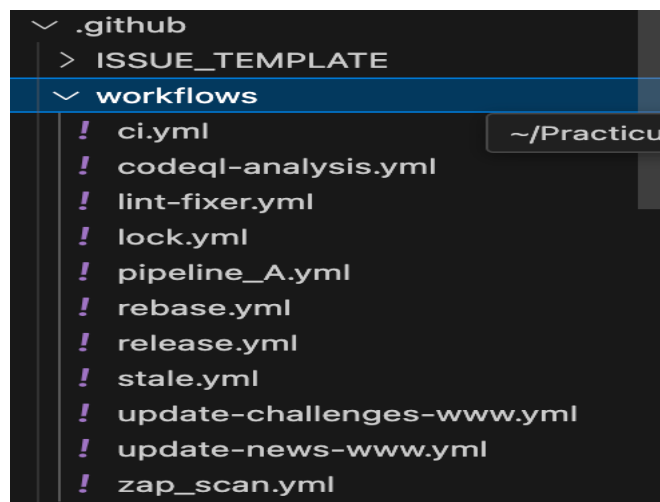 .github
ISSUE_TEMPLATE
workflows
ci.yml
~/Practicu
codeql-analysis.yml
lint-fixer.yml
lock.yml
pipeline_A.yml
rebase.yml
release.yml
stale.yml
update-challenges-www.yml
update-news-www.yml
zap_scan.yml